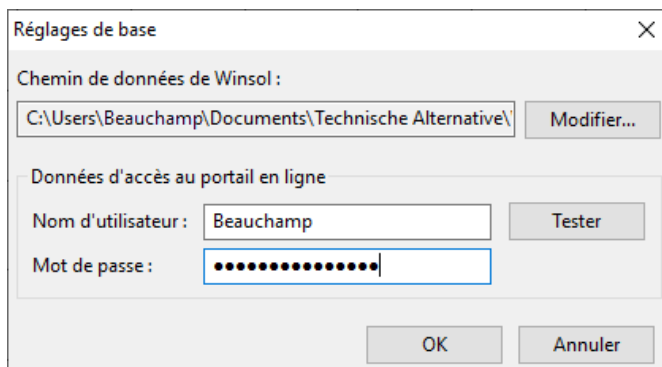 Réglages de base
Chemin de données de Winsol :
C:\Users\Beauchamp\Documents\Technische Alternative\
Modifier...
Données d'accès au portail en ligne
Nom d'utilisateur :
Beauchamp
Tester
Mot de passe :
●●●●●●●●●●●●●●●
OK
Annuler